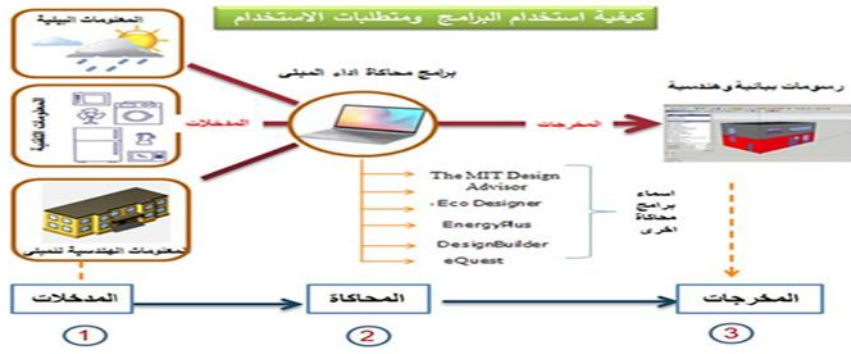 كيفية استخدام البرامج ومتطلبات الاستخدام
المعلومات البيئية
برامج محاكاة اداء المبنى
رسومات بيانية وهندسية
المعلومات التقنية
المدخلات
المخرجات
The MIT Design
Advisor
- Eco Designer
EnergyPlus
DesignBuilder
eQuest
اسماء
برامج
محاكاة
اخرى
المعلومات الهندسية للمبنى
المدخلات
المحاكاة
المخرجات
1
2
3